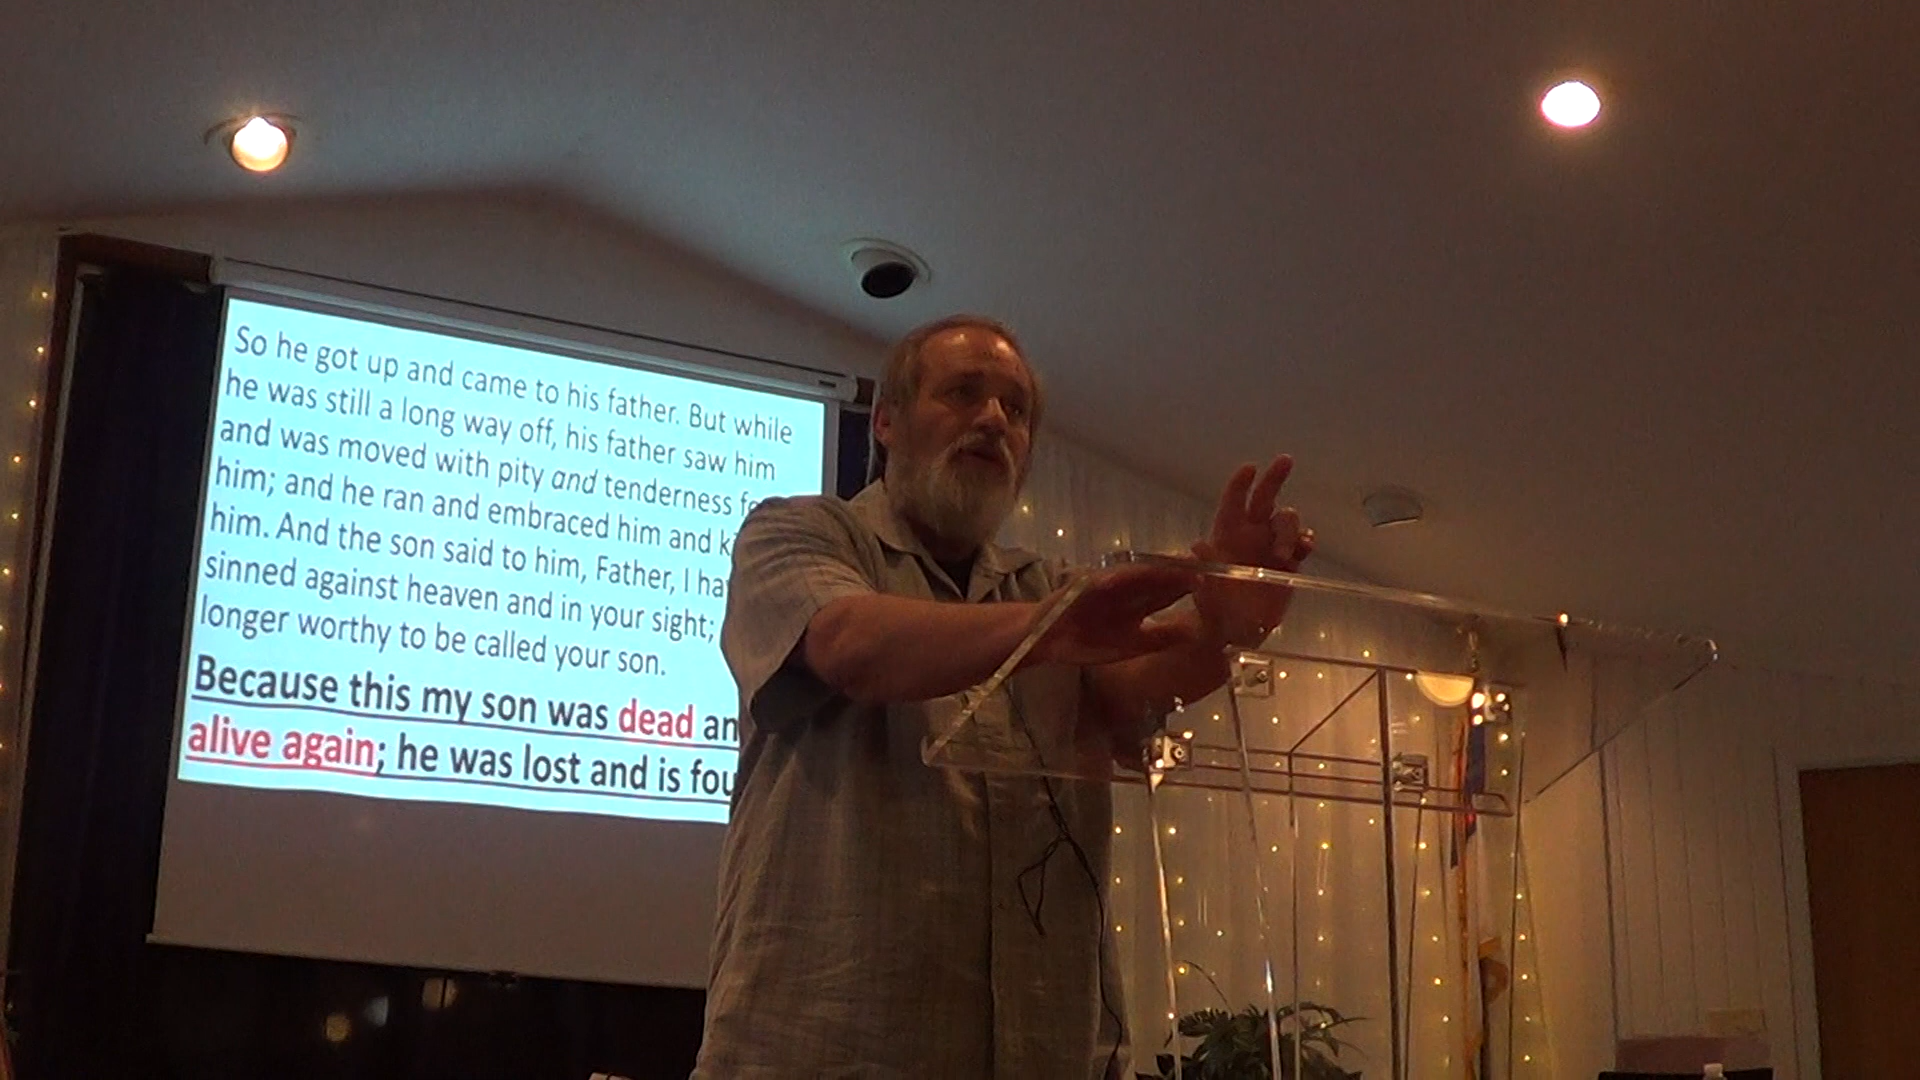 So he got up and came to his father. But while
he was still a long way off, his father saw him
and was moved with pity and tenderness
him; and he ran and embraced him and
him. And the son said to him, Father, I
sinned against heaven and in your sight;
longer worthy to be called your son.
Because this my son was dead
alive again; he was lost and is